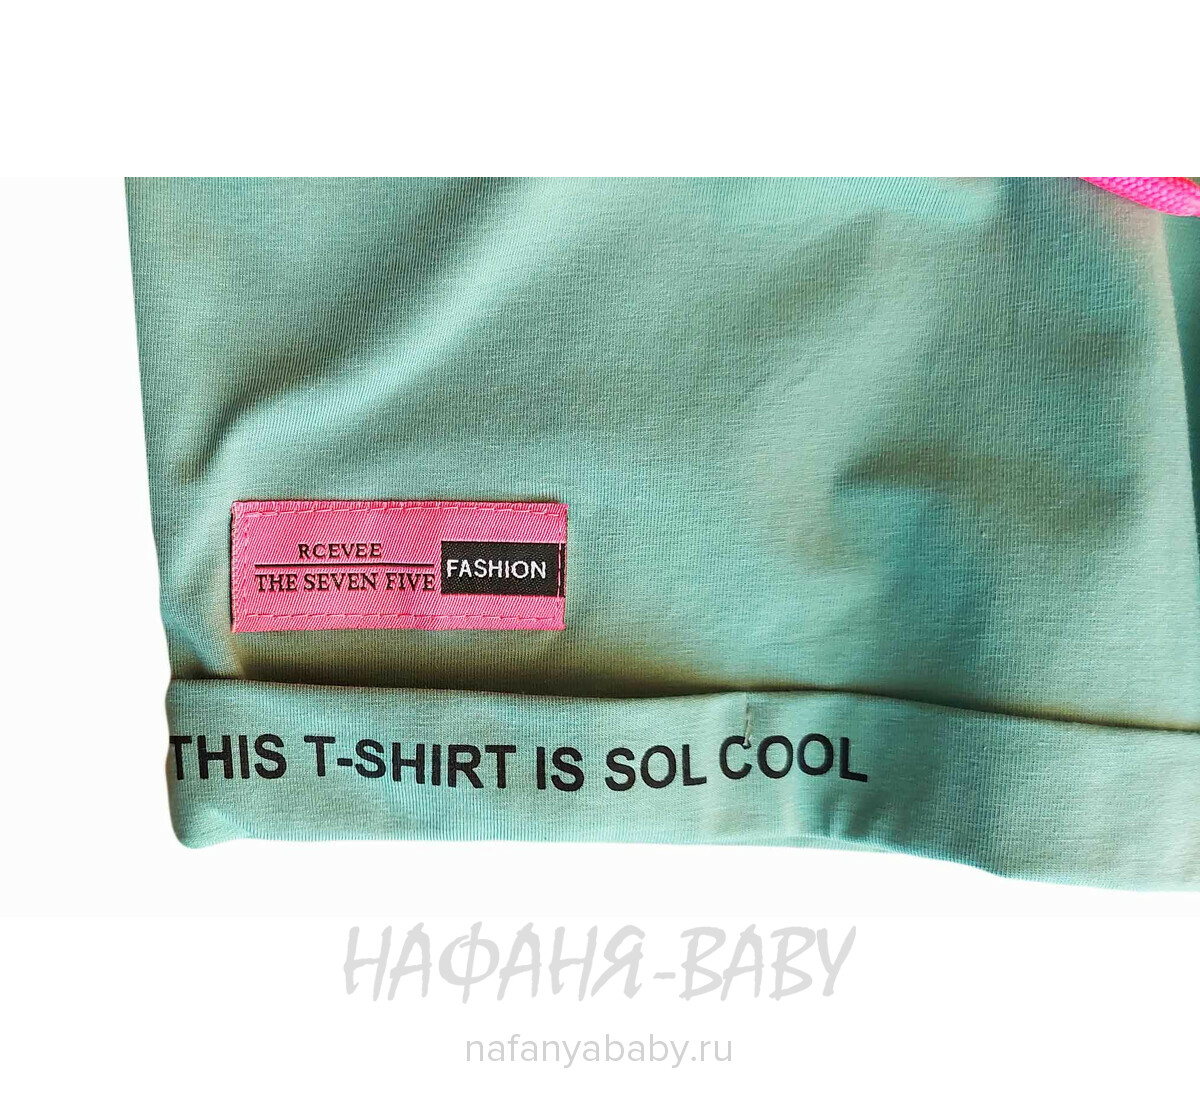 RCEVEE
THE SEVEN FIVE
FASHION
THIS T-SHIRT IS SOL COOL
НАФАНЯ-BABY
nafanyababy.ru